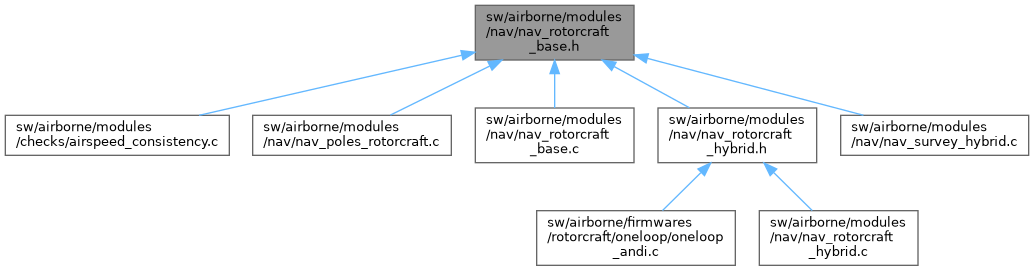 sw/airborne/modules
/nav/nav_rotorcraft
_base.h
sw/airborne/modules
/checks/airspeed_consistency.c
sw/airborne/modules
/nav/nav_poles_rotorcraft.c
sw/airborne/modules
/nav/nav_rotorcraft
_base.c
sw/airborne/modules
/nav/nav_rotorcraft
_hybrid.h
sw/airborne/modules
/nav/nav_survey_hybrid.c
sw/airborne/firmwares
/rotorcraft/oneloop/oneloop
_andi.c
sw/airborne/modules
/nav/nav_rotorcraft
_hybrid.c